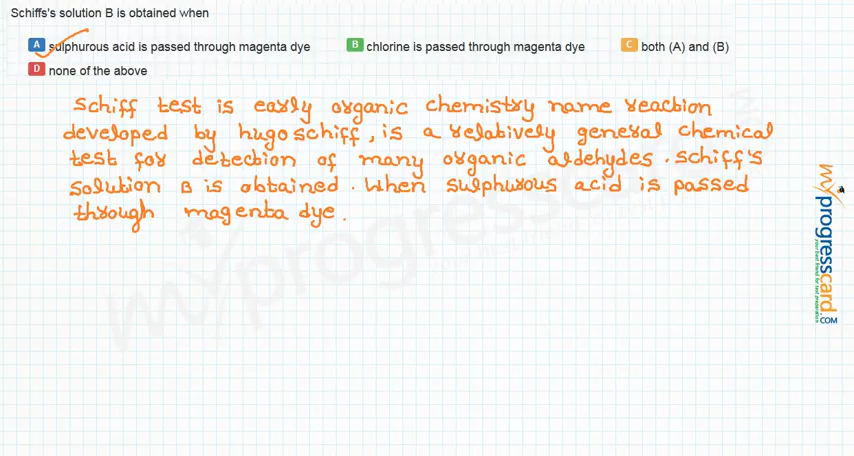 Schiffs's solution B is obtained when
A sulphurous acid is passed through magenta dye B chlorine is passed through magenta dye C both (A) and (B)
D none of the above
Schiff test is early organic chemistry name reaction
developed by hugo schiff, is a relatively general chemical
test for detection of many organic aldehydes. Schiff's
solution B is obtained. When sulphurous acid is passed
through magenta dye.
myprogresscard.COM